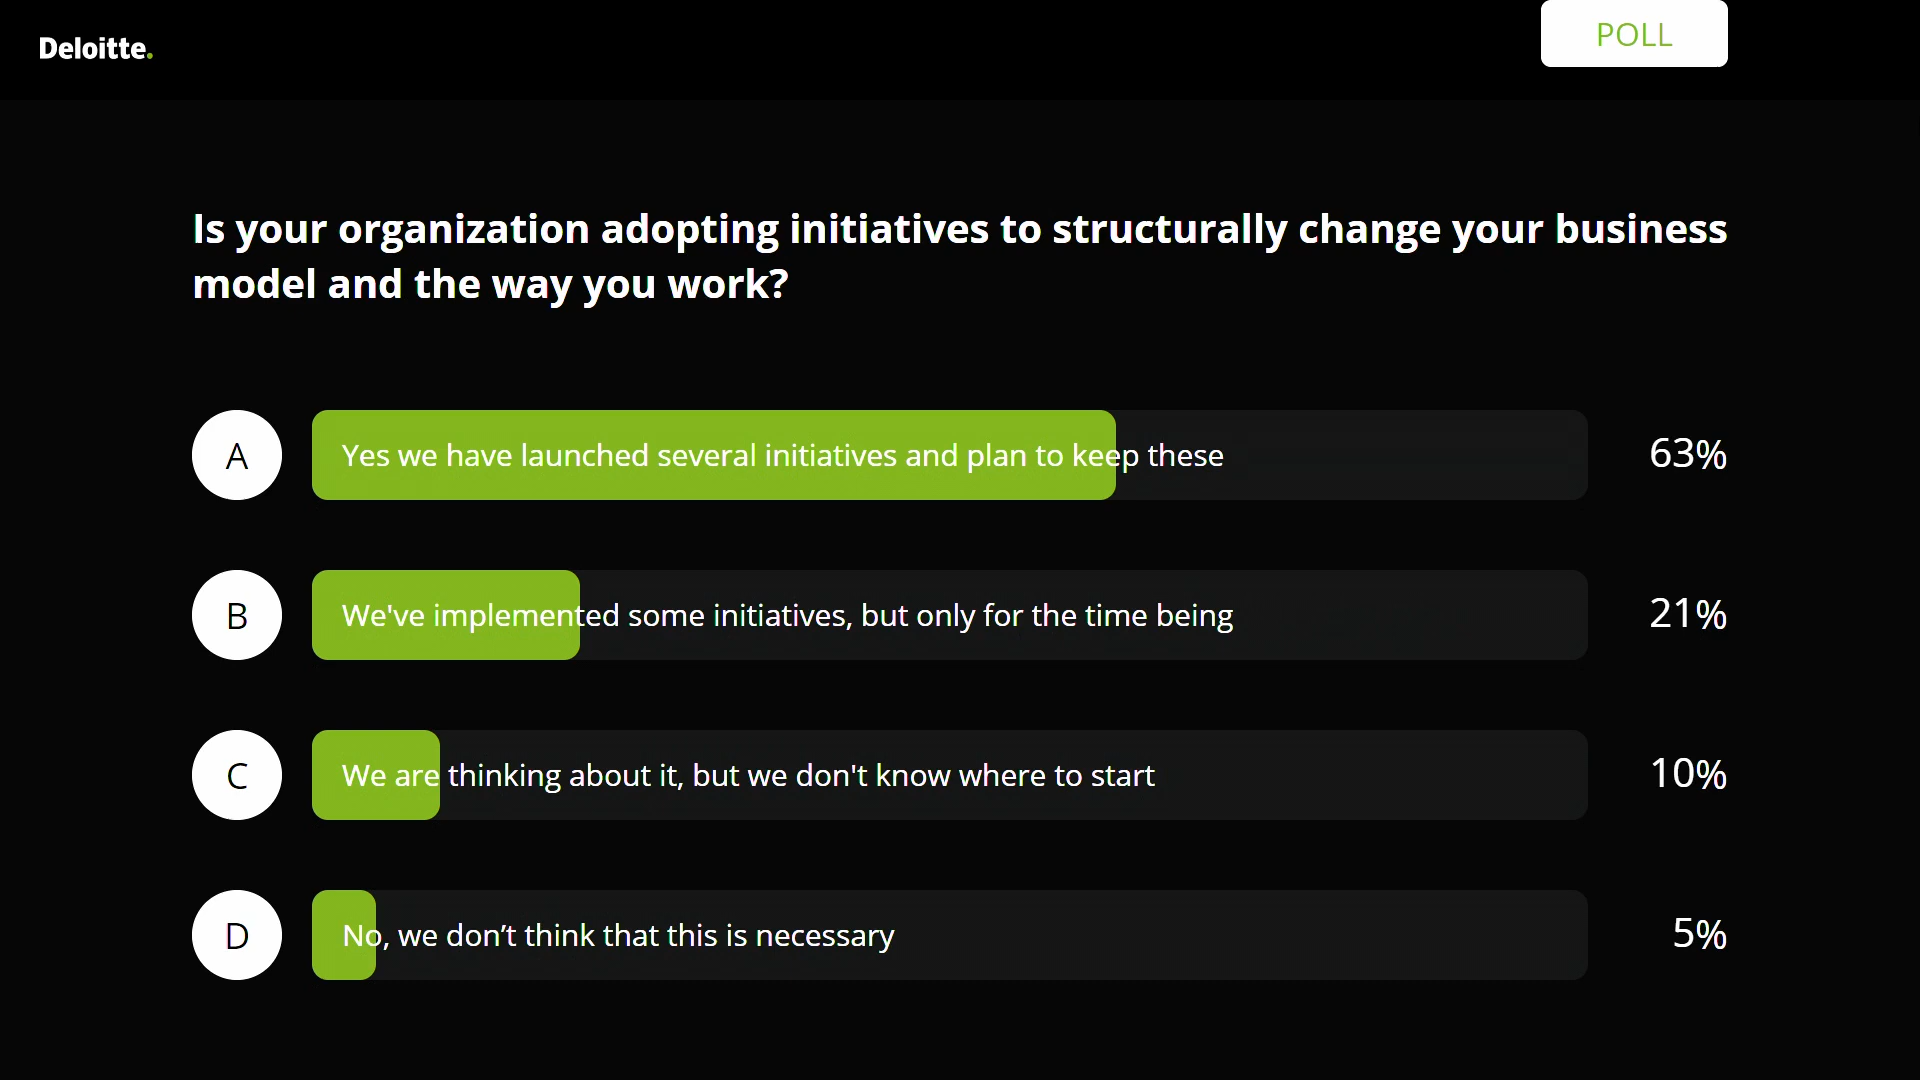 Deloitte.
POLL
Is your organization adopting initiatives to structurally change your business
model and the way you work?
A
Yes we have launched several initiatives and plan to keep these
63%
B
We've implemented some initiatives, but only for the time being
21%
C
We are thinking about it, but we don't know where to start
10%
D
No, we don’t think that this is necessary
5%